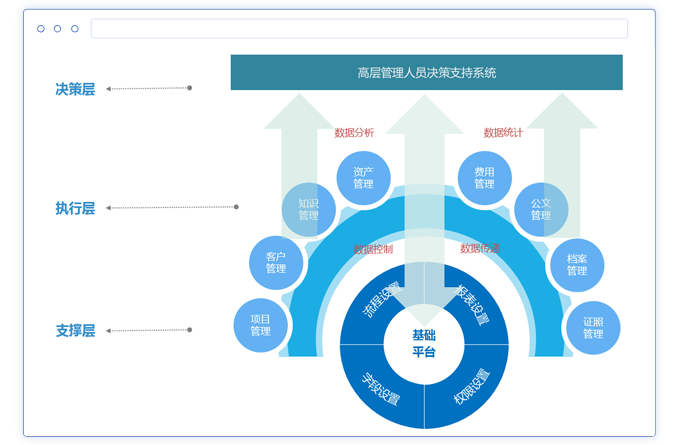 高层管理人员决策支持系统
决策层
数据分析
数据统计
资产
管理
费用
管理
知识
管理
公文
管理
执行层
数据控制
数据传递
客户
管理
档案
管理
流程设置
报表设置
项目
管理
证照
管理
支撑层
基础
平台
字段设置
权限设置